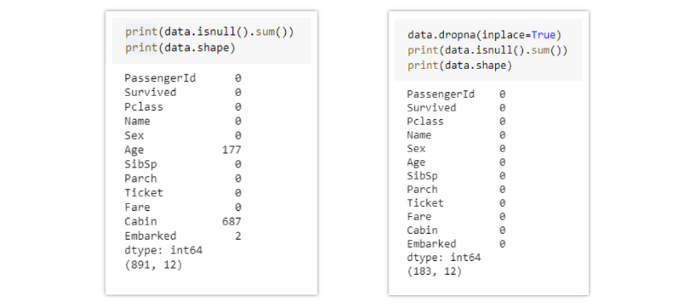 print(data.isnull().sum())
print(data.shape)
PassengerId 0
Survived 0
Pclass 0
Name 0
Sex 0
Age 177
SibSp 0
Parch 0
Ticket 0
Fare 0
Cabin 687
Embarked 2
dtype: int64
(891, 12)
data.dropna(inplace=True)
print(data.isnull().sum())
print(data.shape)
PassengerId 0
Survived 0
Pclass 0
Name 0
Sex 0
Age 0
SibSp 0
Parch 0
Ticket 0
Fare 0
Cabin 0
Embarked 0
dtype: int64
(183, 12)